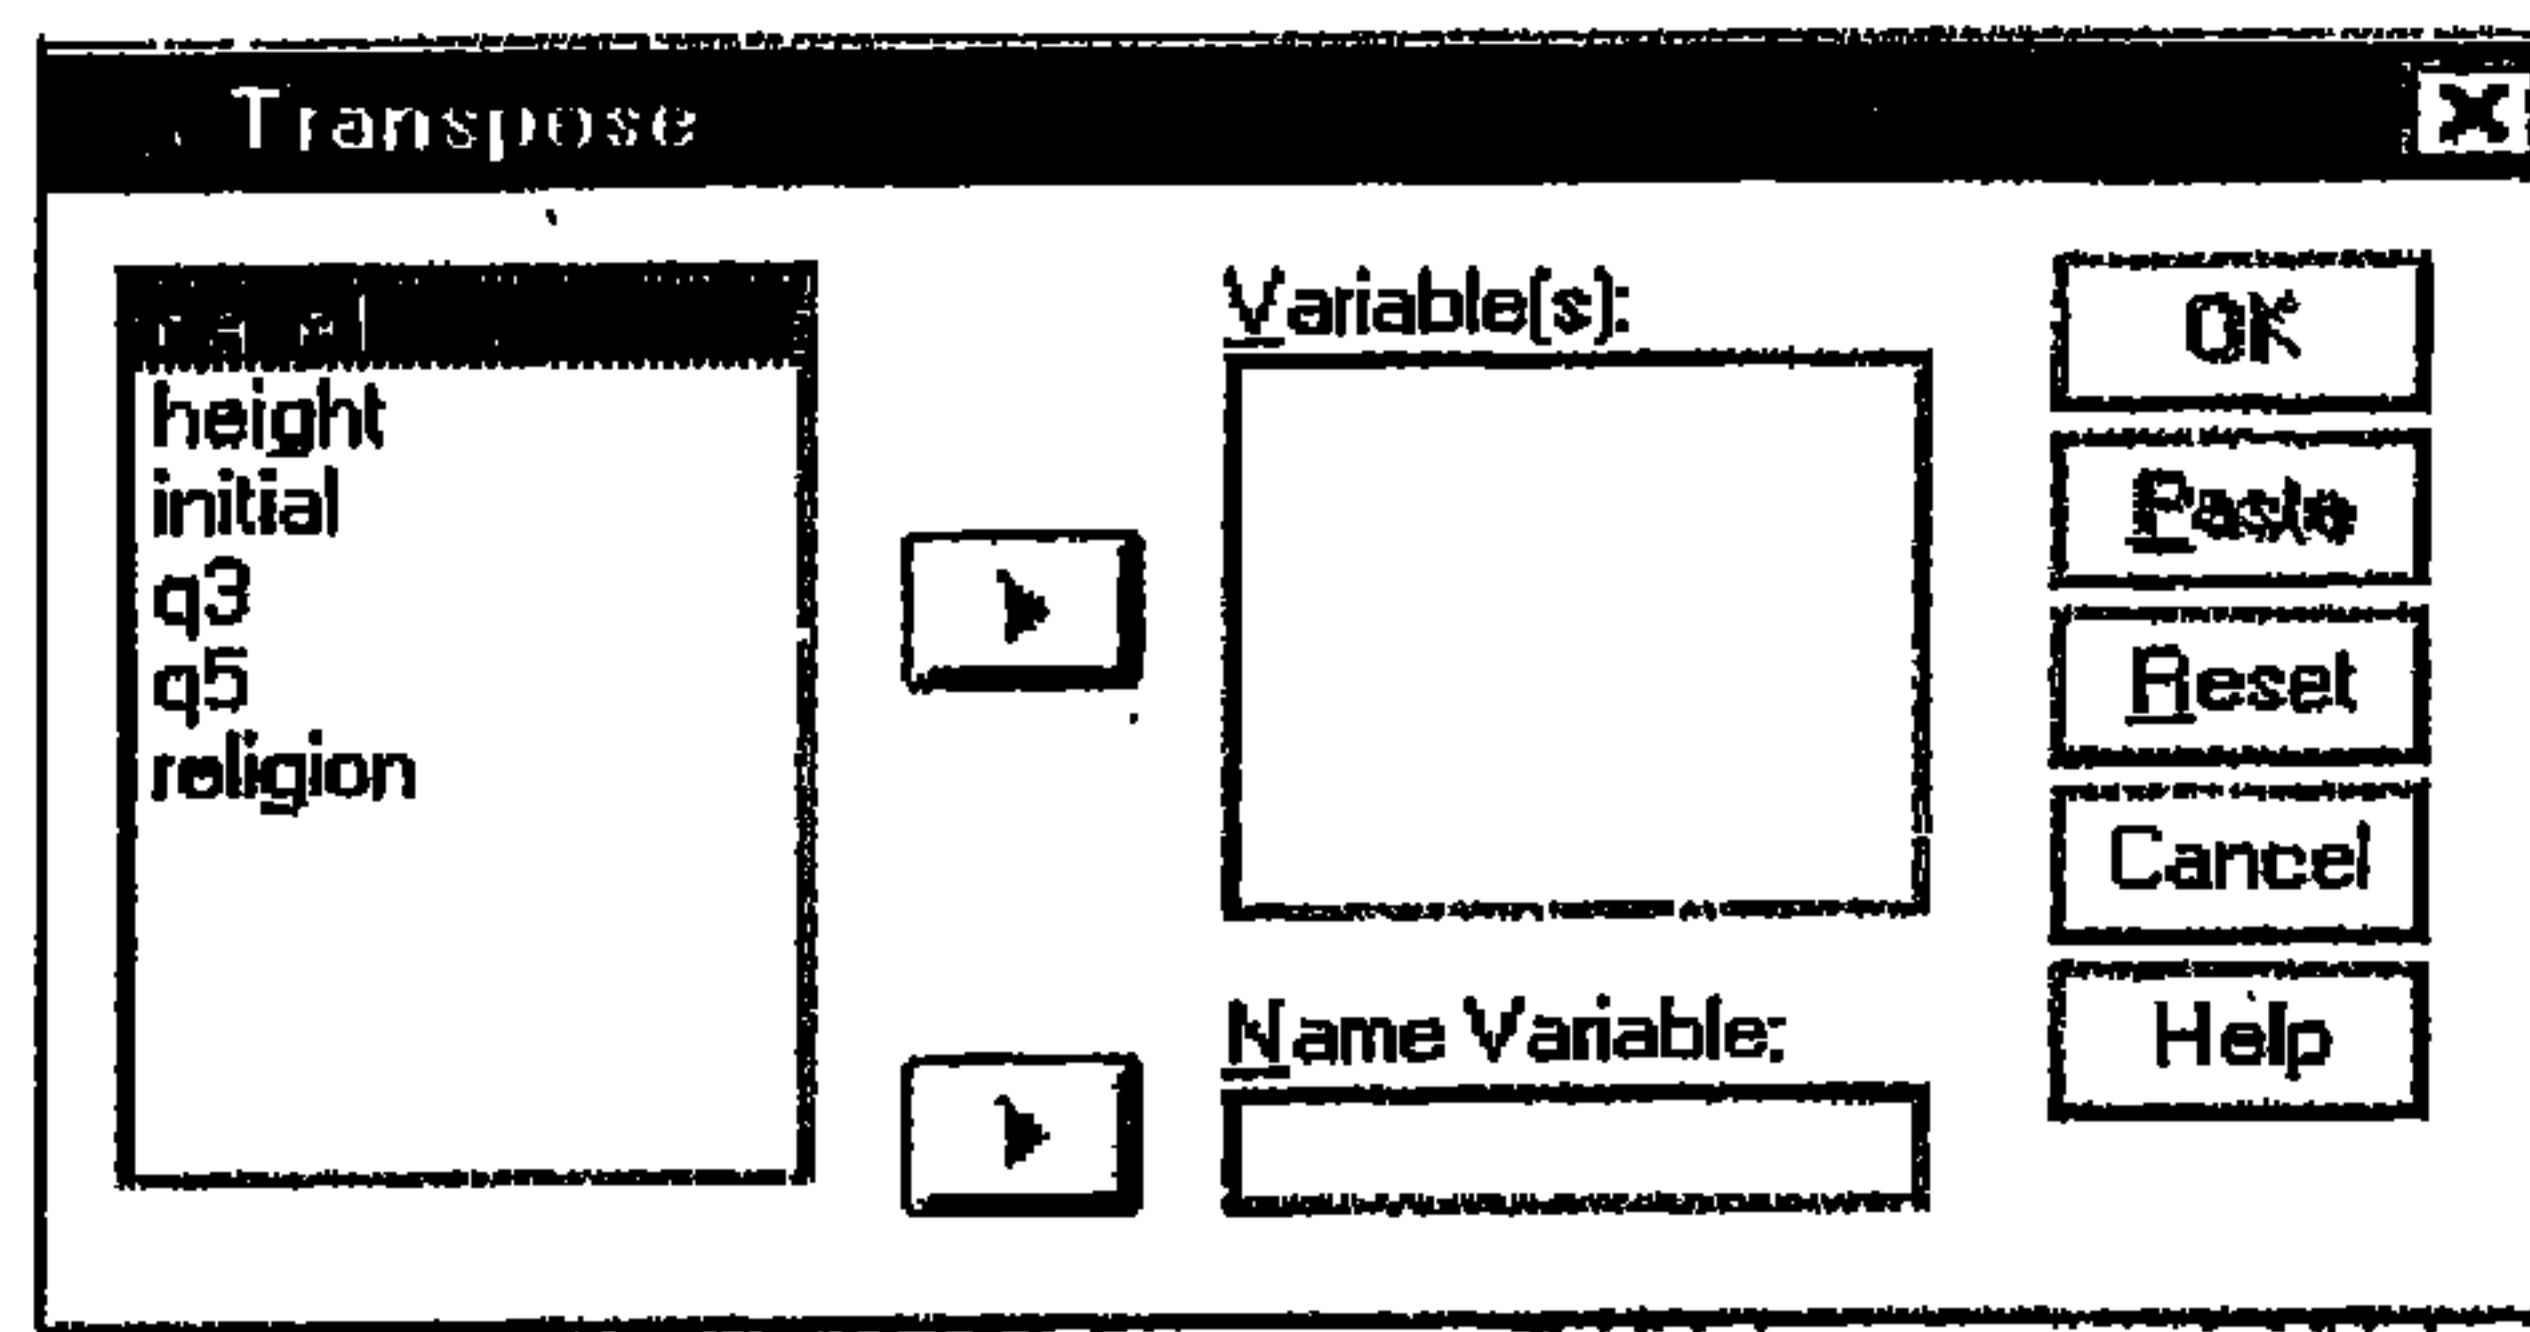 Transpose
height
initial
q3
q5
religion
Variable(s):
Name Variable:
OK
Paste
Reset
Cancel
Help